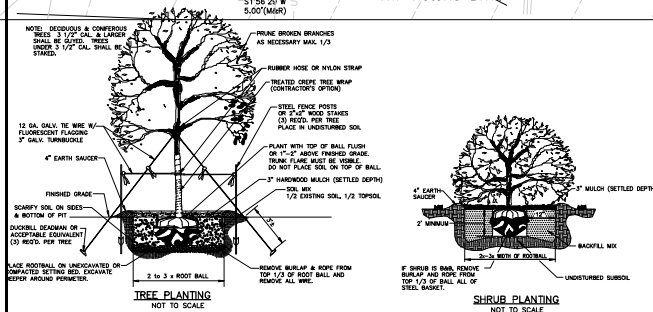 S1°56'29"W
5.00'(M&R)
NOTE: DECIDUOUS & CONIFEROUS
TREES 3 1/2" CAL. & LARGER
SHALL BE GUYED. TREES
UNDER 3 1/2" CAL. SHALL BE
STAKED.
PRUNE BROKEN BRANCHES
AS NECESSARY MAX. 1/3
RUBBER HOSE OR NYLON STRAP
TREATED CREPE TREE WRAP
(CONTRACTOR'S OPTION)
STEEL FENCE POSTS
OR 2"x2" WOOD STAKES
(3) REQ'D. PER TREE
PLACE IN UNDISTURBED SOIL
12 GA. GALV. TIE WIRE W/
FLUORESCENT FLAGGING
3" GALV. TURNBUCKLE
PLANT WITH TOP OF BALL FLUSH
OR 1"-2" ABOVE FINISHED GRADE.
TRUNK FLARE MUST BE VISIBLE.
DO NOT PLACE SOIL ON TOP OF BALL.
4" EARTH SAUCER
3" HARDWOOD MULCH (SETTLED DEPTH)
FINISHED GRADE
SOIL MIX
1/2 EXISTING SOIL, 1/2 TOPSOIL
SCARIFY SOIL ON SIDES
& BOTTOM OF PIT
DUCKBILL DEADMAN OR
ACCEPTABLE EQUIVALENT
(3) REQ'D. PER TREE
PLACE ROOTBALL ON UNEXCAVATED OR
COMPACTED SETTING BED. EXCAVATE
DEEPER AROUND PERIMETER.
2 to 3 x ROOT BALL
REMOVE BURLAP & ROPE FROM
TOP 1/3 OF ROOT BALL AND
REMOVE ALL WIRE.
TREE PLANTING
NOT TO SCALE
4" EARTH
SAUCER
3" MULCH (SETTLED DEPTH)
2' MINIMUM
12"
BACKFILL MIX
2x-3x WIDTH OF ROOTBALL
IF SHRUB IS B&B, REMOVE
BURLAP AND ROPE FROM
TOP 1/3 OF BALL ALL OF
STEEL BASKET.
UNDISTURBED SUBSOIL
SHRUB PLANTING
NOT TO SCALE